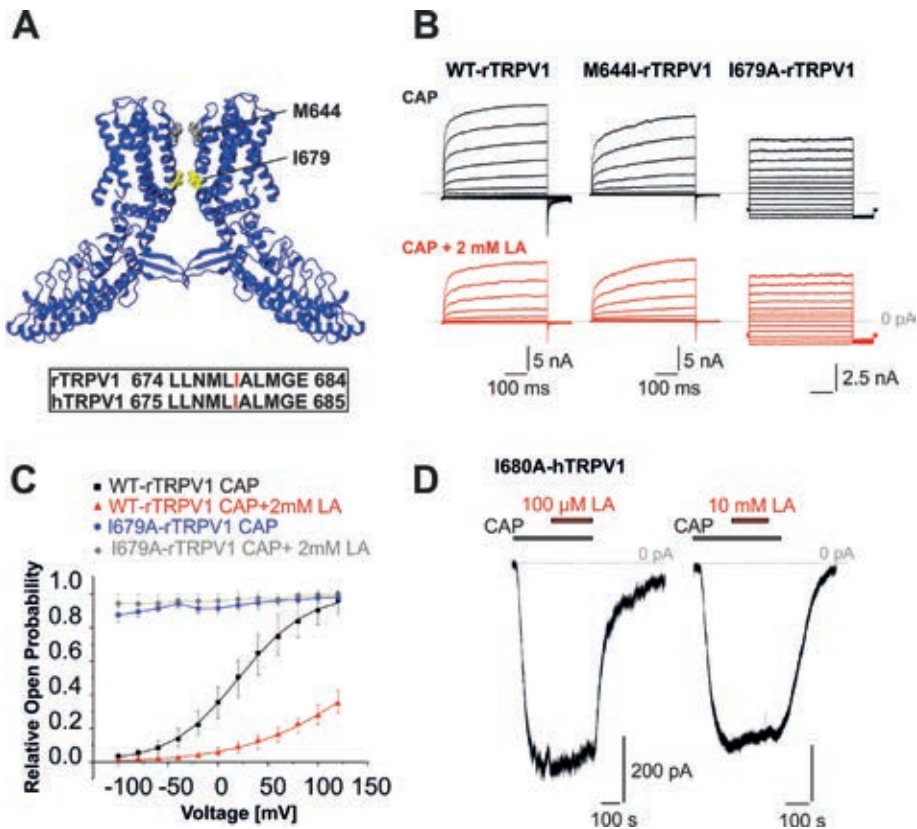 A
M644
I679
rTRPV1 674 LLNMLIALMGE 684
hTRPV1 675 LLNMLIALMGE 685
B
WT-rTRPV1 M644I-rTRPV1 I679A-rTRPV1
CAP
CAP + 2 mM LA
0 pA
5 nA 5 nA 2.5 nA
100 ms 100 ms
C
WT-rTRPV1 CAP
WT-rTRPV1 CAP+2mM LA
I679A-rTRPV1 CAP
I679A-rTRPV1 CAP+ 2mM LA
Relative Open Probability
1.0
0.8
0.6
0.4
0.2
0.0
-100 -50 0 50 100 150
Voltage [mV]
D
I680A-hTRPV1
100 µM LA 10 mM LA
CAP CAP
0 pA 0 pA
200 pA
100 s 100 s